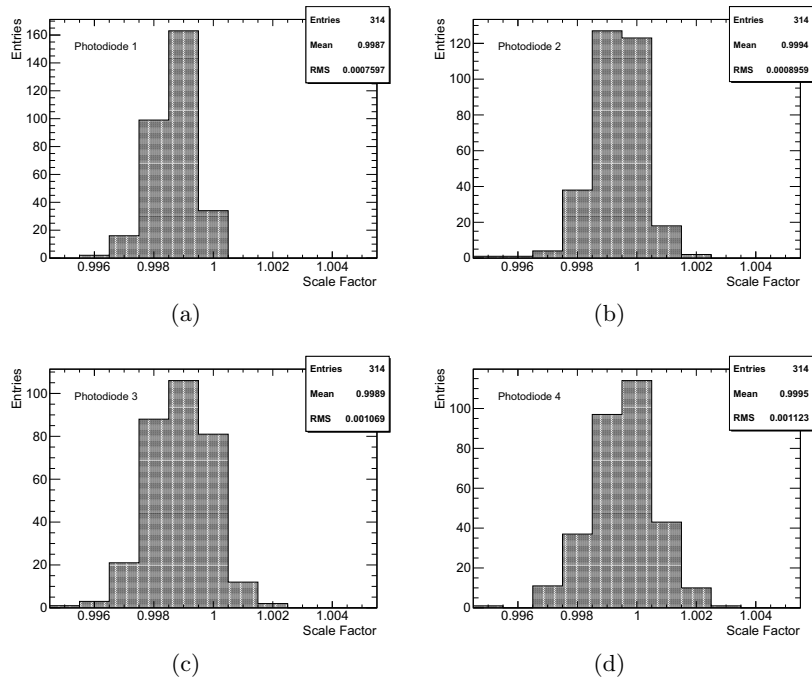 Entries 314
Mean 0.9987
RMS 0.0007597
Photodiode 1
Entries
160
140
120
100
80
60
40
20
0
0.996 0.998 1 1.002 1.004
Scale Factor
(a)
Entries 314
Mean 0.9994
RMS 0.0008959
Photodiode 2
Entries
120
100
80
60
40
20
0
0.996 0.998 1 1.002 1.004
Scale Factor
(b)
Entries 314
Mean 0.9989
RMS 0.001069
Photodiode 3
Entries
100
80
60
40
20
0
0.996 0.998 1 1.002 1.004
Scale Factor
(c)
Entries 314
Mean 0.9995
RMS 0.001123
Photodiode 4
Entries
100
80
60
40
20
0
0.996 0.998 1 1.002 1.004
Scale Factor
(d)